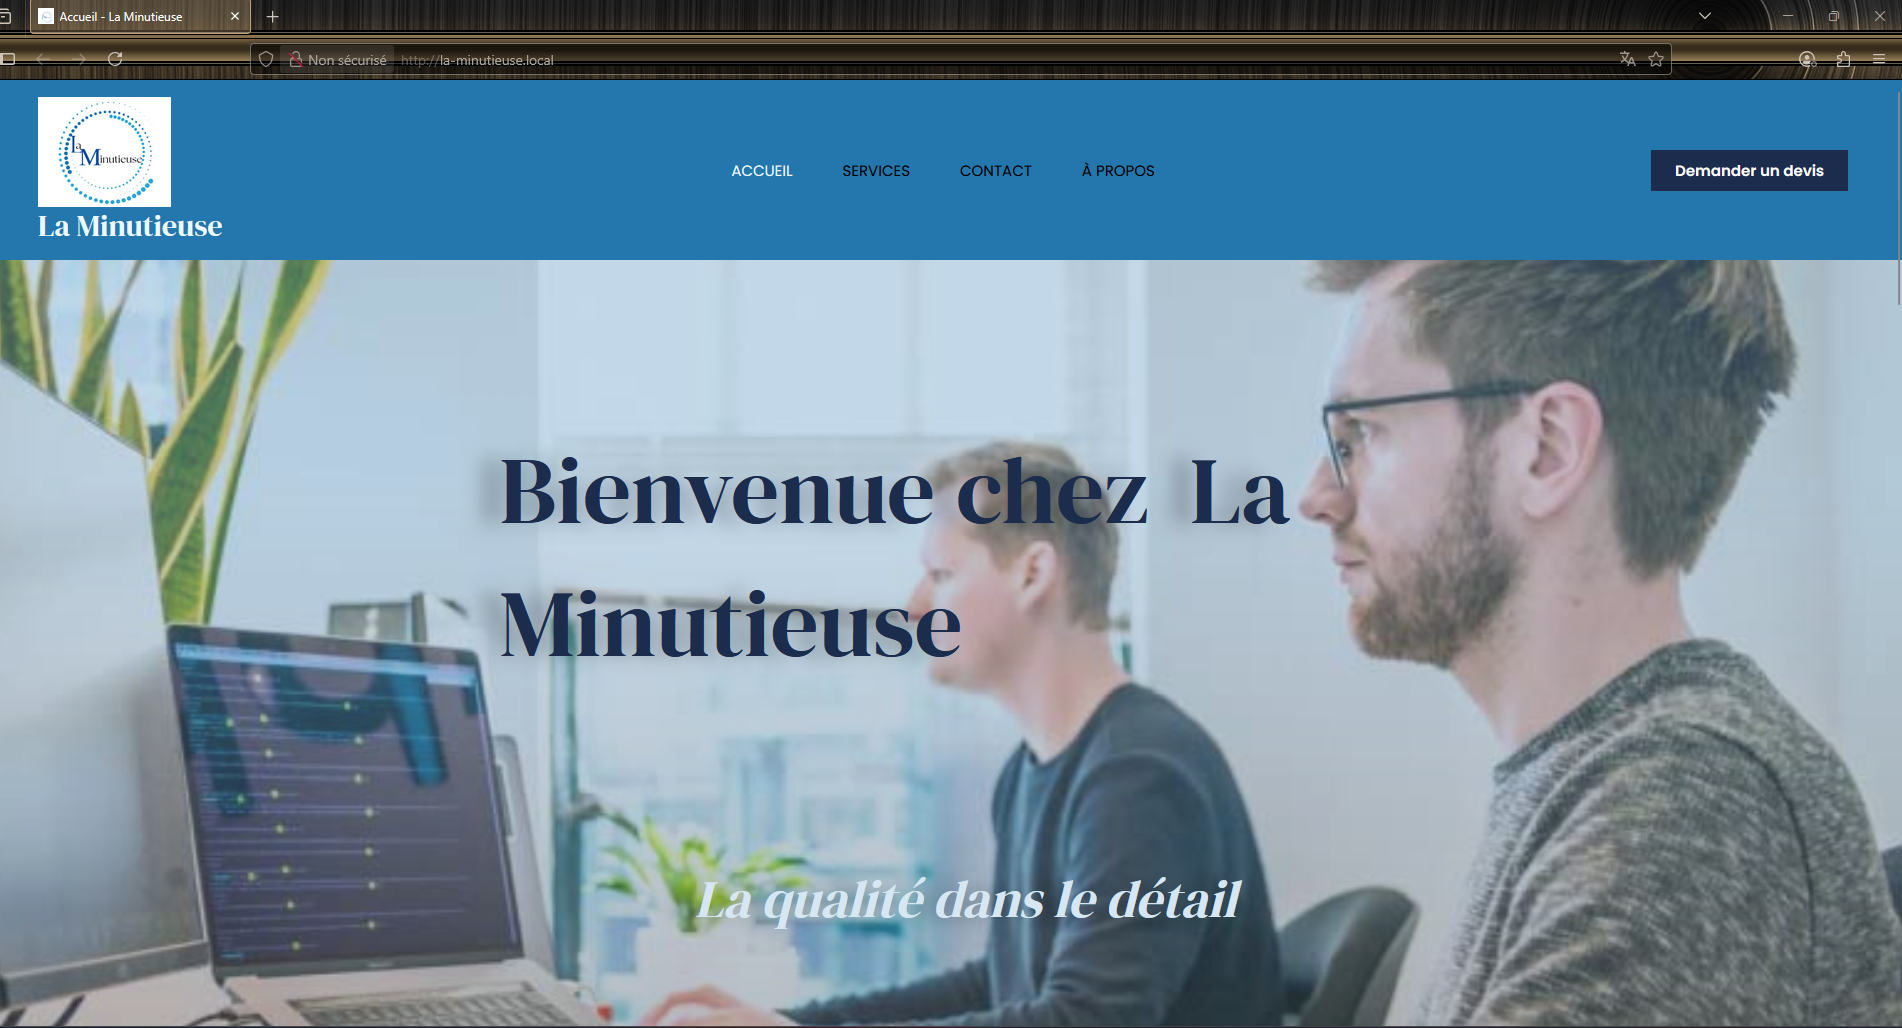 Accueil - La Minutieuse
Non sécurisé http://la-minutieuse.local
La Minutieuse
La Minutieuse
ACCUEIL SERVICES CONTACT À PROPOS
Demander un devis
Bienvenue chez La
Minutieuse
La qualité dans le détail